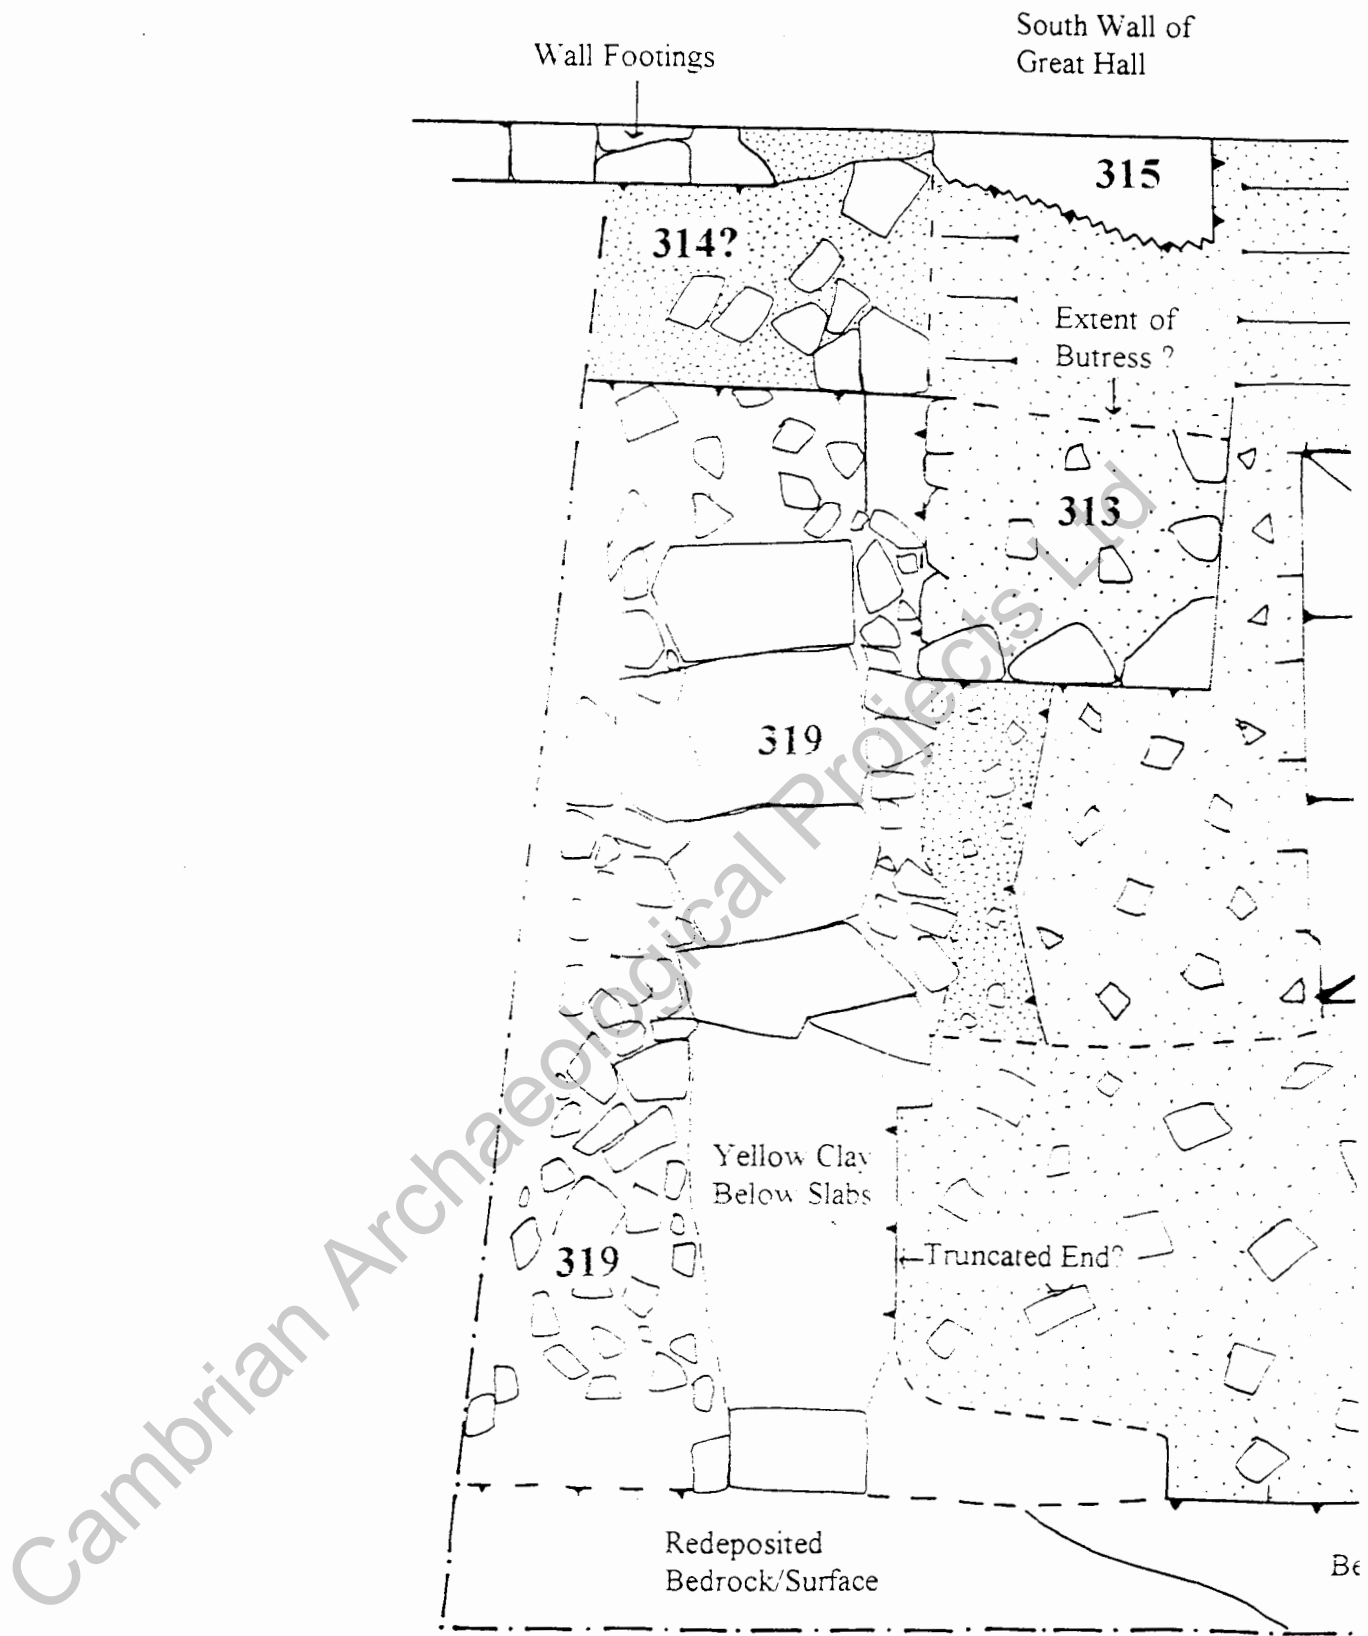 South Wall of
Great Hall
Wall Footings
315
314?
Extent of
Butress ?
313
319
Yellow Clay
Below Slabs
Truncated End?
319
Redeposited
Bedrock/Surface
Be
Cambrian Archaeological Projects Ltd